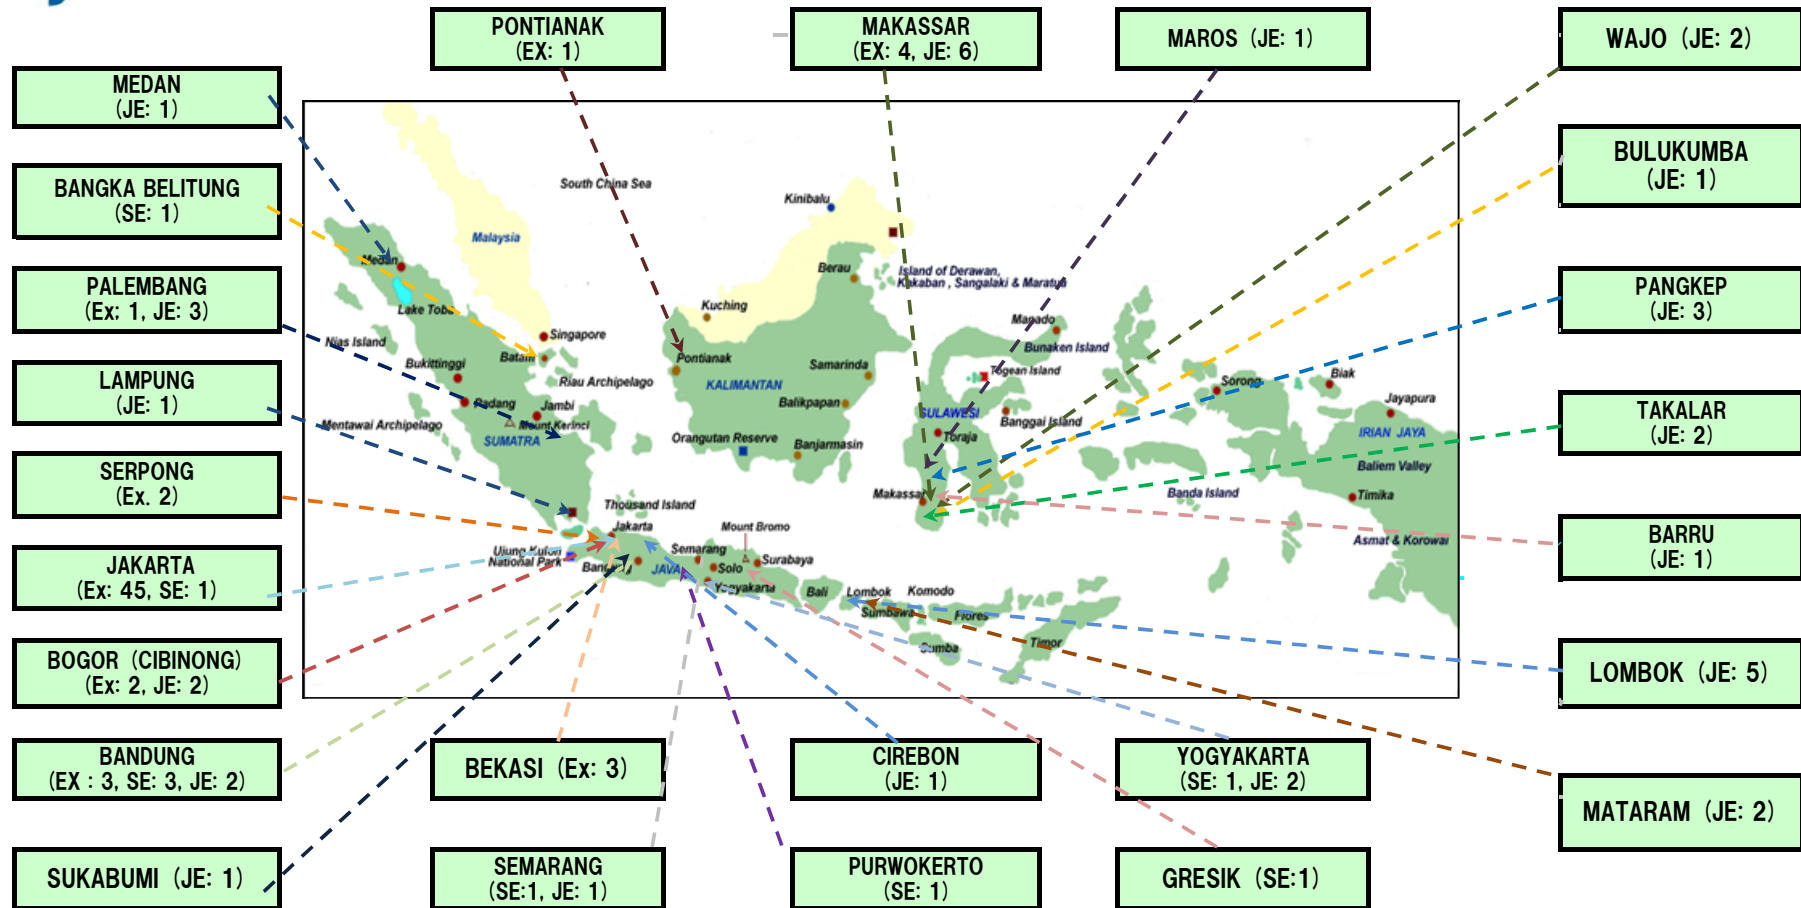 PONTIANAK
(EX: 1)
MAKASSAR
(EX: 4, JE: 6)
MAROS (JE: 1)
WAJO (JE: 2)
MEDAN
(JE: 1)
BANGKA BELITUNG
(SE: 1)
PALEMBANG
(Ex; 1, JE: 3)
LAMPUNG
(JE: 1)
SERPONG
(Ex. 2)
JAKARTA
(Ex: 45, SE: 1)
BOGOR (CIBINONG)
(Ex: 2, JE: 2)
BANDUNG
(EX : 3, SE: 3, JE: 2)
SUKABUMI (JE: 1)
South China Sea
Kinibalu
Malaysia
Medan
Lake Toba
Berau
Island of Derawan,
Kakaban , Sangalaki & Maratua
Kuching
Singapore
Nias Island
Batam
Bukittinggi
Riau Archipelago
Pontianak
KALIMANTAN
Samarinda
Manado
Bunaken Island
Togean Island
Sorong
Biak
Padang
Jambi
Mount Kerinci
Mentawai Archipelago
SUMATRA
Balikpapan
Orangutan Reserve
Banjarmasin
SULAWESI
Toraja
Banggai Island
Jayapura
IRIAN JAYA
Baliem Valley
Makassar
Banda Island
Timika
Asmat & Korowai
Thousand Island
Jakarta
Ujung Kulon
National Park
Bandung
JAVA
Semarang
Mount Bromo
Solo
Surabaya
Yogyakarta
Bali
Lombok
Komodo
Sumbawa
Flores
Sumba
Timor
BULUKUMBA
(JE: 1)
PANGKEP
(JE: 3)
TAKALAR
(JE: 2)
BARRU
(JE: 1)
LOMBOK (JE: 5)
MATARAM (JE: 2)
BEKASI (Ex: 3)
CIREBON
(JE: 1)
YOGYAKARTA
(SE: 1, JE: 2)
SEMARANG
(SE:1, JE: 1)
PURWOKERTO
(SE: 1)
GRESIK (SE:1)